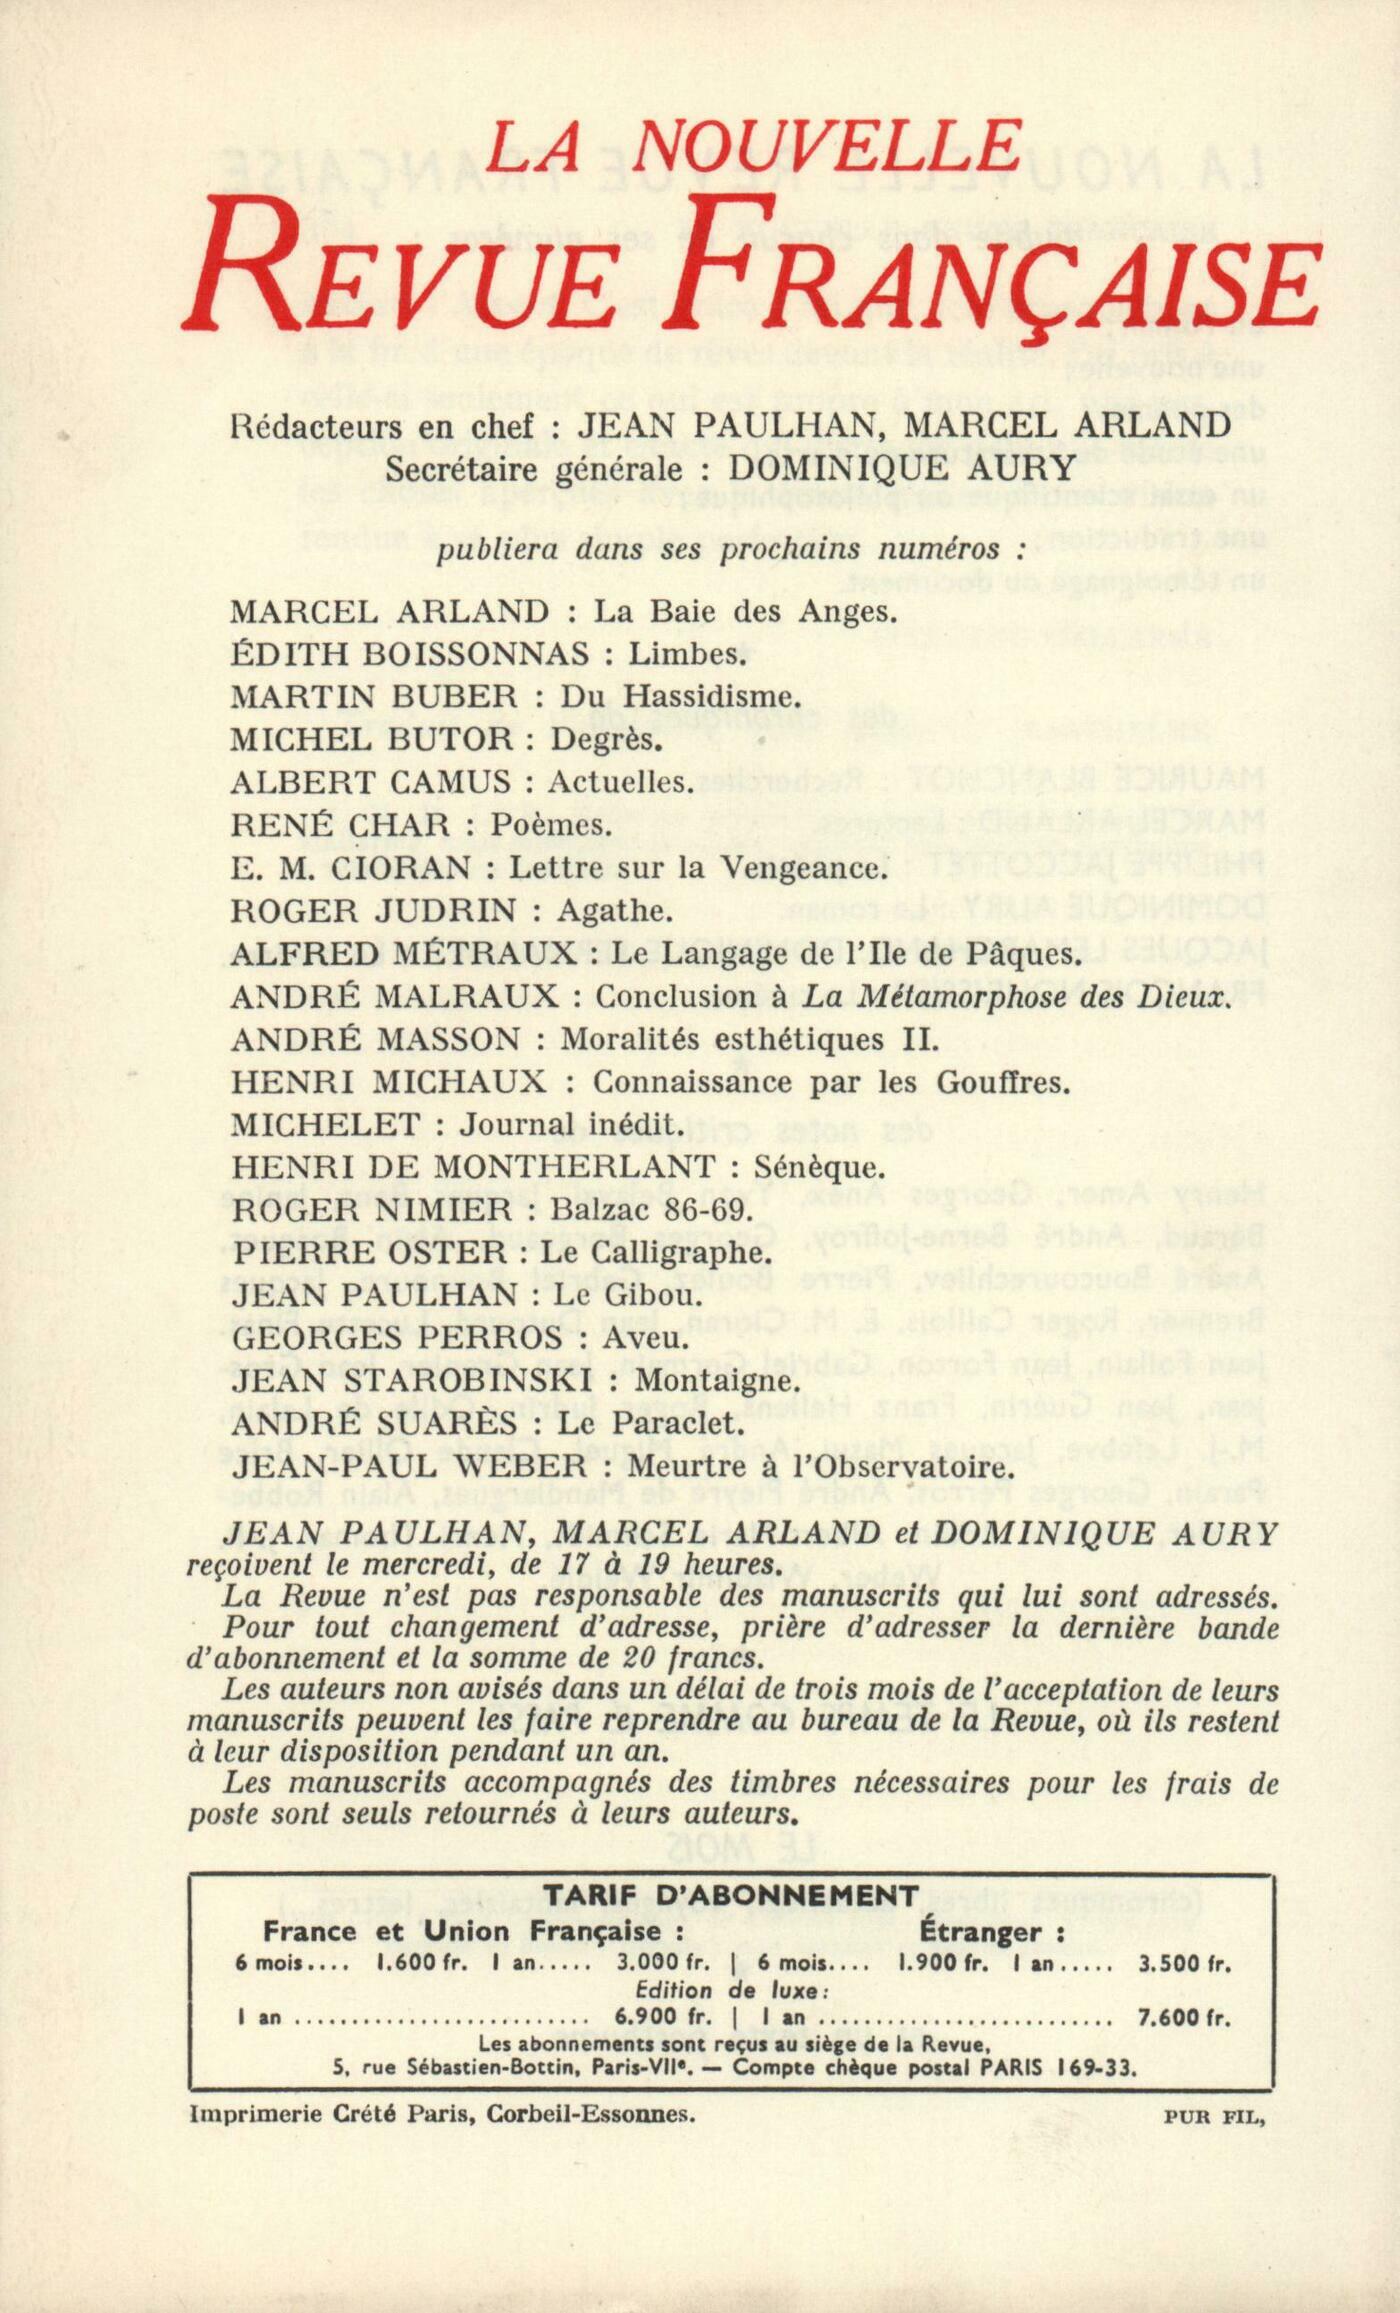 LA NOUVELLE
REVUE FRANÇAISE
Rédacteurs en chef : JEAN PAULHAN, MARCEL ARLAND
Secrétaire générale : DOMINIQUE AURY
publiera dans ses prochains numéros :
MARCEL ARLAND : La Baie des Anges.
ÉDITH BOISSONNAS : Limbes.
MARTIN BUBER : Du Hassidisme.
MICHEL BUTOR : Degrès.
ALBERT CAMUS : Actuelles.
RENÉ CHAR : Poèmes.
E. M. CIORAN : Lettre sur la Vengeance.
ROGER JUDRIN : Agathe.
ALFRED MÉTRAUX : Le Langage de l'Ile de Pâques.
ANDRÉ MALRAUX : Conclusion à La Métamorphose des Dieux.
ANDRÉ MASSON : Moralités esthétiques II.
HENRI MICHAUX : Connaissance par les Gouffres.
MICHELET : Journal inédit.
HENRI DE MONTHERLANT : Sénèque.
ROGER NIMIER : Balzac 86-69.
PIERRE OSTER : Le Calligraphe.
JEAN PAULHAN : Le Gibou.
GEORGES PERROS : Aveu.
JEAN STAROBINSKI : Montaigne.
ANDRÉ SUARÈS : Le Paraclet.
JEAN-PAUL WEBER : Meurtre à l'Observatoire.
JEAN PAULHAN, MARCEL ARLAND et DOMINIQUE AURY
reçoivent le mercredi, de 17 à 19 heures.
La Revue n'est pas responsable des manuscrits qui lui sont adressés.
Pour tout changement d'adresse, prière d'adresser la dernière bande
d'abonnement et la somme de 20 francs.
Les auteurs non avisés dans un délai de trois mois de l'acceptation de leurs
manuscrits peuvent les faire reprendre au bureau de la Revue, où ils restent
à leur disposition pendant un an.
Les manuscrits accompagnés des timbres nécessaires pour les frais de
poste sont seuls retournés à leurs auteurs.
TARIF D'ABONNEMENT
France et Union Française : Étranger :
6 mois.... 1.600 fr. 1 an..... 3.000 fr. | 6 mois.... 1.900 fr. 1 an..... 3.500 fr.
Edition de luxe :
1 an .......................... 6.900 fr. | 1 an .......................... 7.600 fr.
Les abonnements sont reçus au siège de la Revue,
5, rue Sébastien-Bottin, Paris-VIIe. — Compte chèque postal PARIS 169-33.
Imprimerie Crété Paris, Corbeil-Essonnes. PUR FIL,